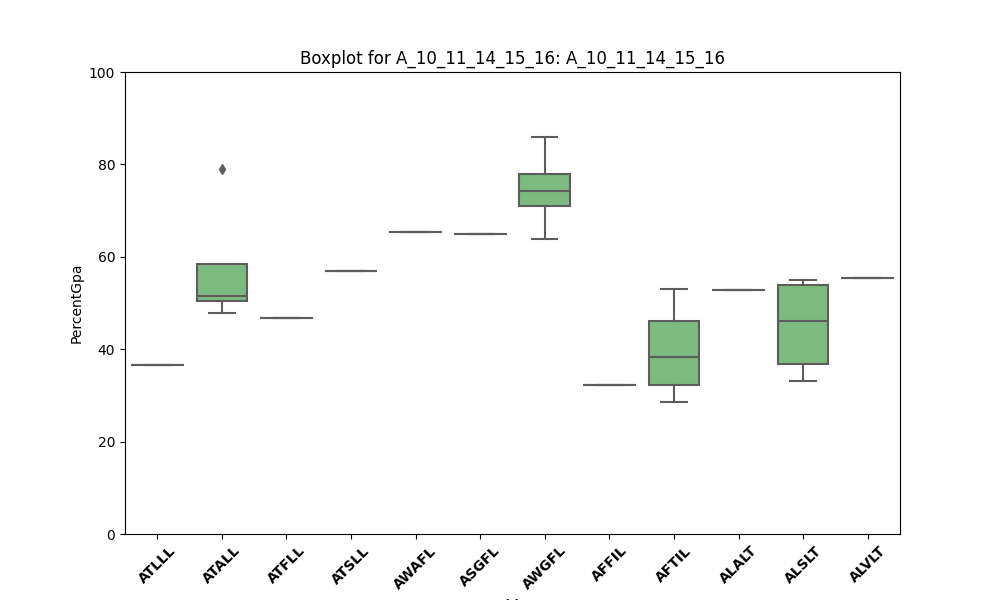 Boxplot for A_10_11_14_15_16: A_10_11_14_15_16
100
80
60
40
20
0
PercentGpa
ATLLL
ATALL
ATFLL
ATSLL
AWAFL
ASGFL
AWGFL
AFFIL
AFTIL
ALALT
ALSLT
ALVLT